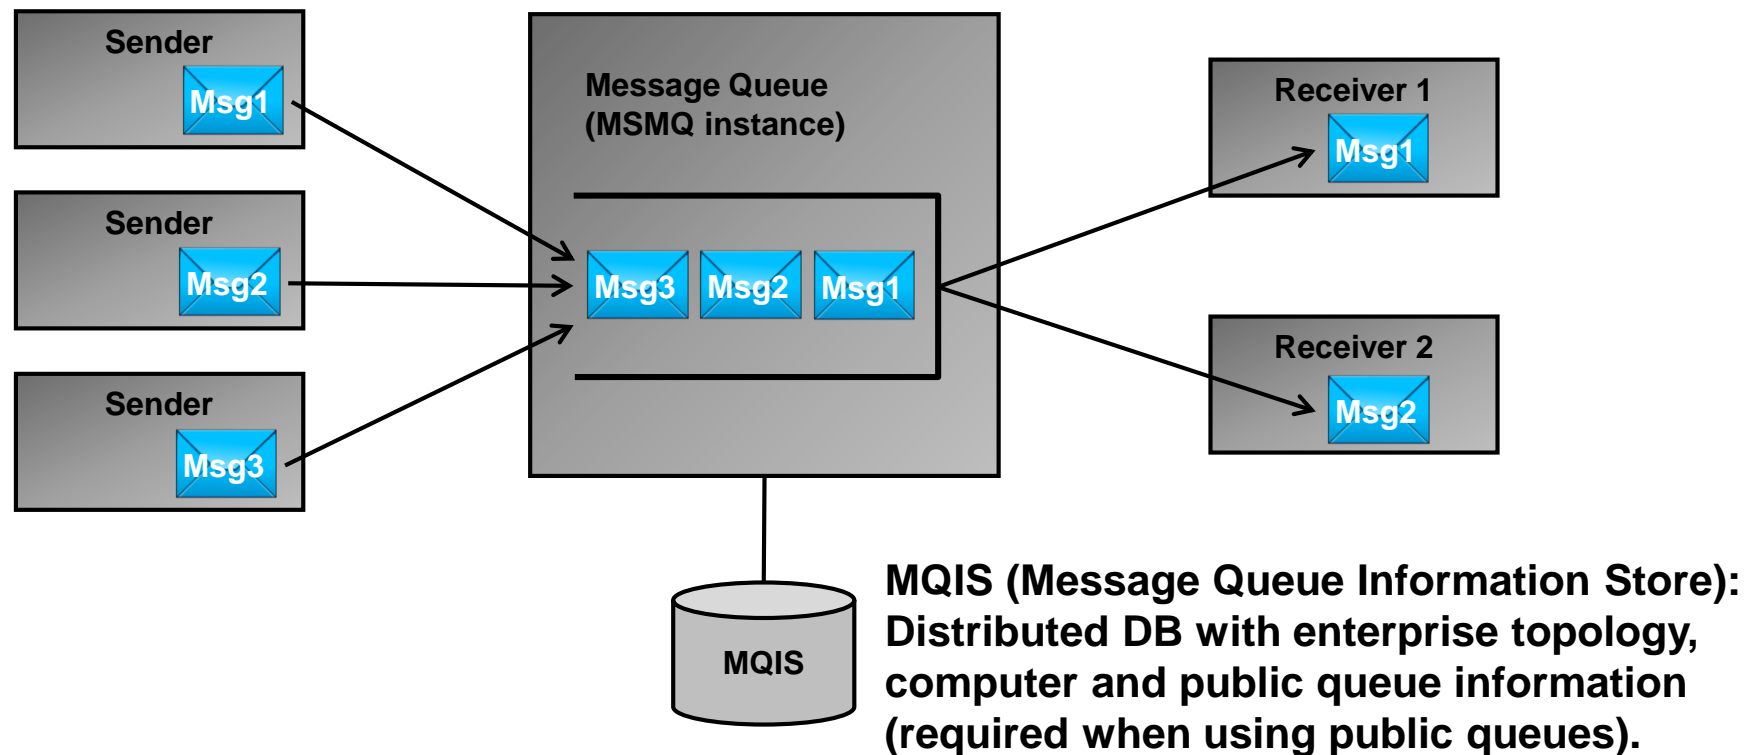 Sender
Msg1
Sender
Msg2
Sender
Msg3
Message Queue
(MSMQ instance)
Msg3 Msg2 Msg1
Receiver 1
Msg1
Receiver 2
Msg2
MQIS
MQIS (Message Queue Information Store):
Distributed DB with enterprise topology,
computer and public queue information
(required when using public queues).